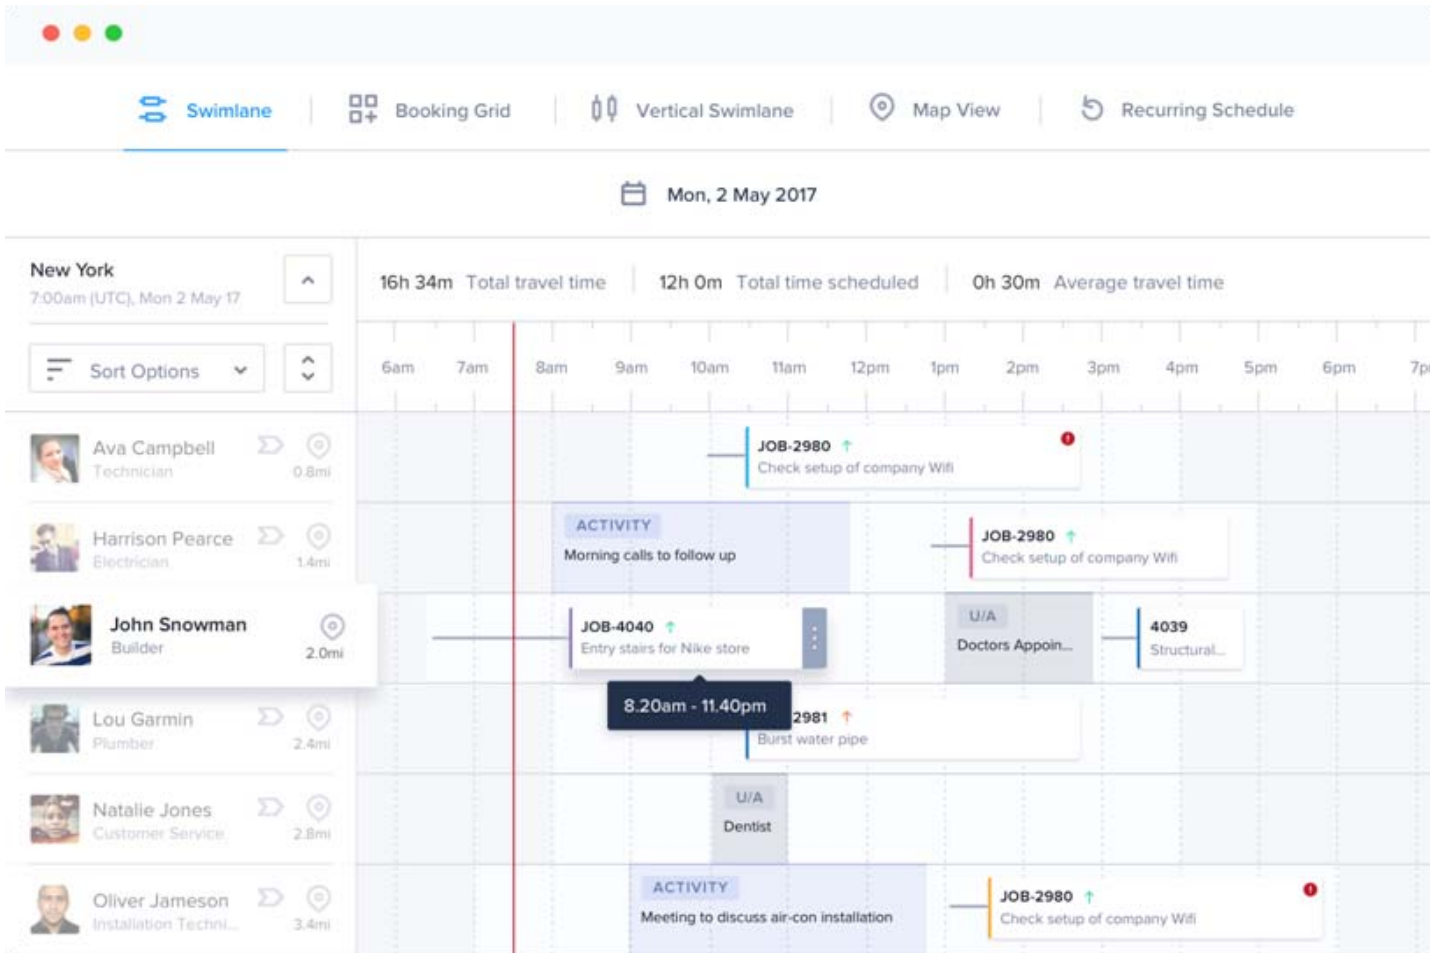 Swimlane
Booking Grid
Vertical Swimlane
Map View
Recurring Schedule
Mon, 2 May 2017
New York
7:00am (UTC), Mon 2 May 17
16h 34m Total travel time
12h 0m Total time scheduled
0h 30m Average travel time
Sort Options
6am 7am 8am 9am 10am 11am 12pm 1pm 2pm 3pm 4pm 5pm 6pm 7p
Ava Campbell
Technician
0.8mi
JOB-2980
Check setup of company Wifi
Harrison Pearce
Electrician
1.4mi
ACTIVITY
Morning calls to follow up
JOB-2980
Check setup of company Wifi
John Snowman
Builder
2.0mi
JOB-4040
Entry stairs for Nike store
U/A
Doctors Appoin...
4039
Structural...
8.20am - 11.40pm
Lou Garmin
Plumber
2.4mi
2981
Burst water pipe
Natalie Jones
Customer Service
2.8mi
U/A
Dentist
Oliver Jameson
Installation Techni...
3.4mi
ACTIVITY
Meeting to discuss air-con installation
JOB-2980
Check setup of company Wifi